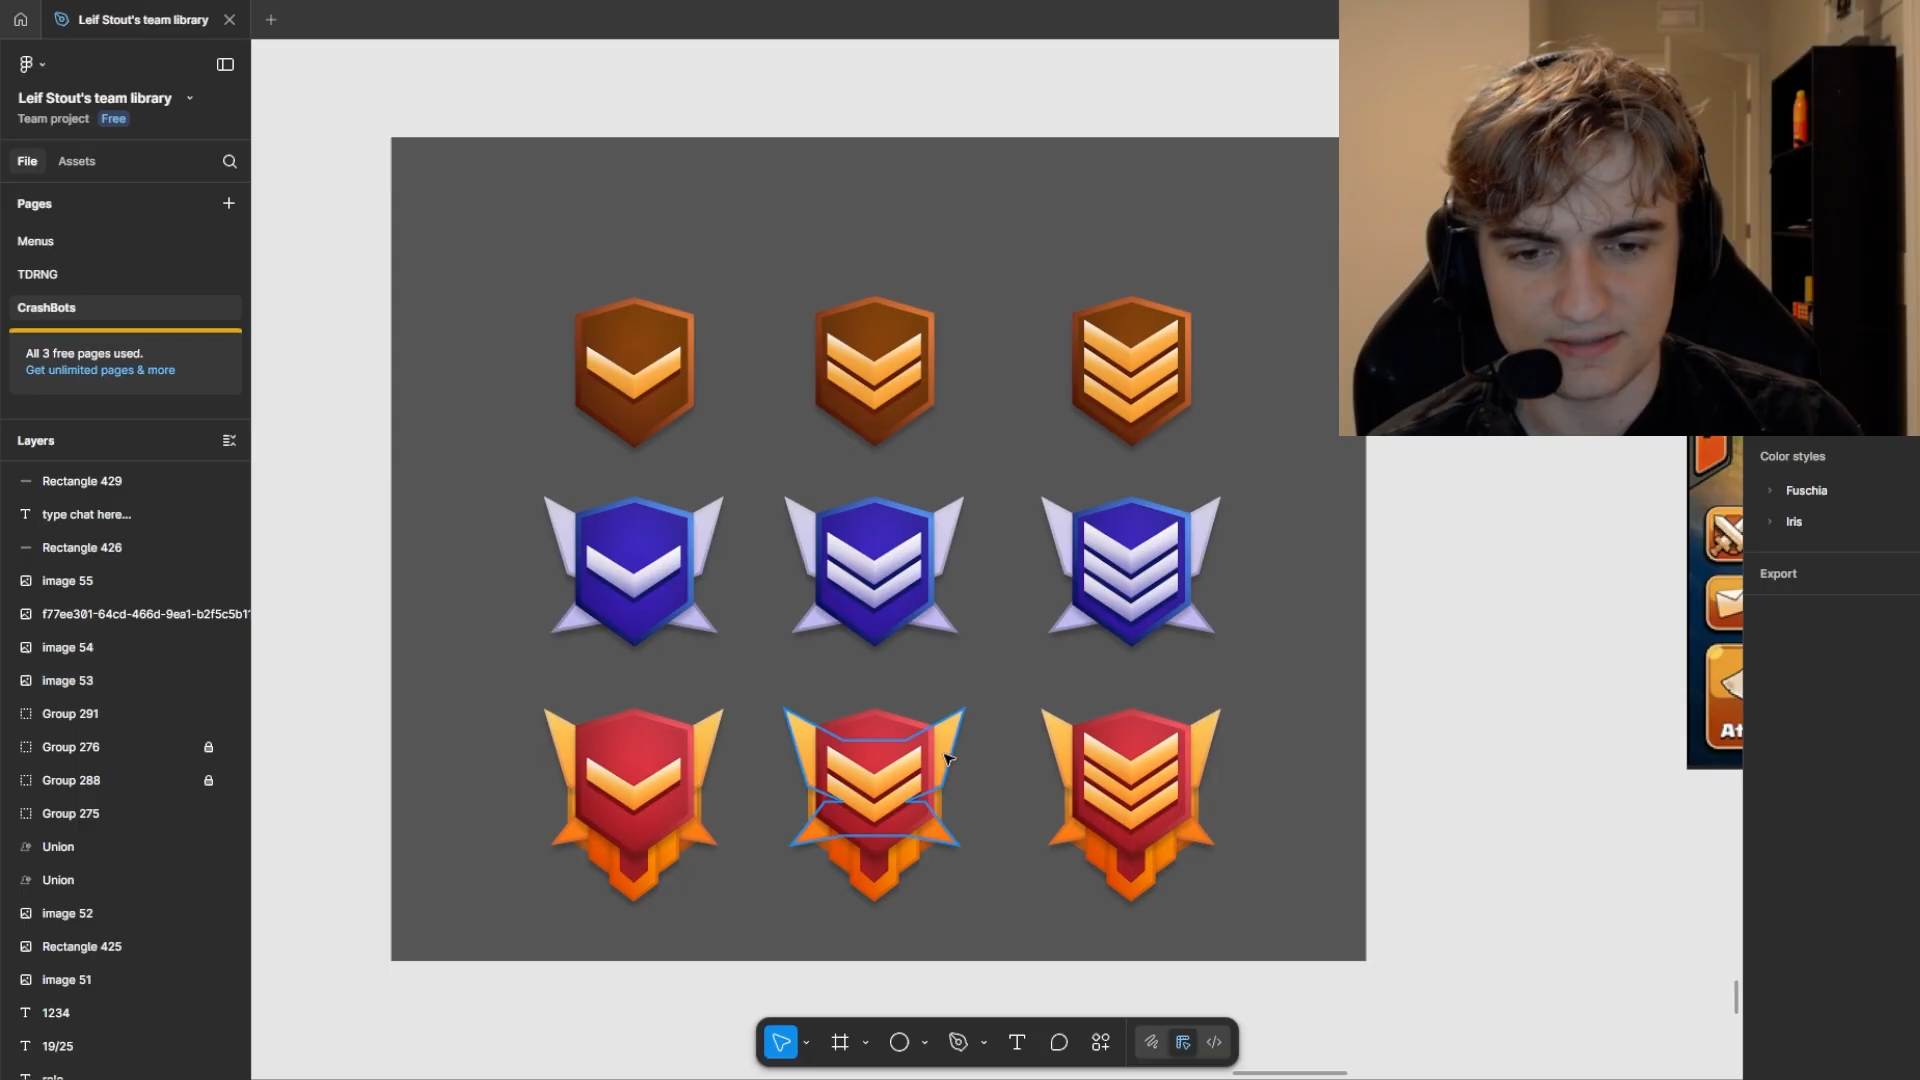 Leif Stout's team library
Leif Stout's team library
Team project Free
File Assets
Pages
Menus
TDRNG
CrashBots
All 3 free pages used.
Get unlimited pages & more
Layers
Rectangle 429
type chat here...
Rectangle 426
image 55
f77ee301-64cd-466d-9ea1-b2f5c5b1
image 54
image 53
Group 291
Group 276
Group 288
Group 275
Union
Union
image 52
Rectangle 425
image 51
1234
19/25
Color styles
Fuschia
Iris
Export
At